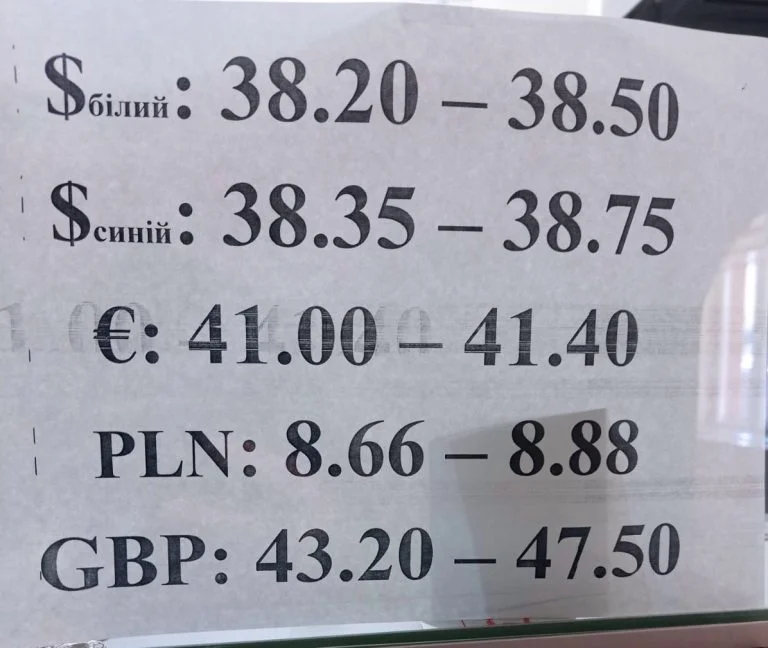 $білий: 38.20 – 38.50
$синій: 38.35 – 38.75
€: 41.00 – 41.40
PLN: 8.66 – 8.88
GBP: 43.20 – 47.50